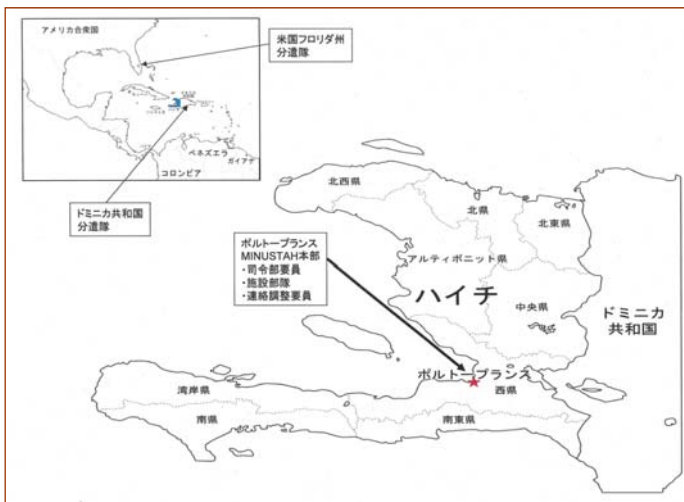 アメリカ合衆国
米国フロリダ州
分遣隊
ベネズエラ
ガイアナ
コロンビア
ドミニカ共和国
分遣隊
ポルトープランス
MINUSTAH本部
・司令部要員
・施設部隊
・連絡調整要員
北西県
北県
北東県
アルティボニット県
ハイチ
中央県
ドミニカ
共和国
ポルトープランス
西県
湾岸県
南県
南東県